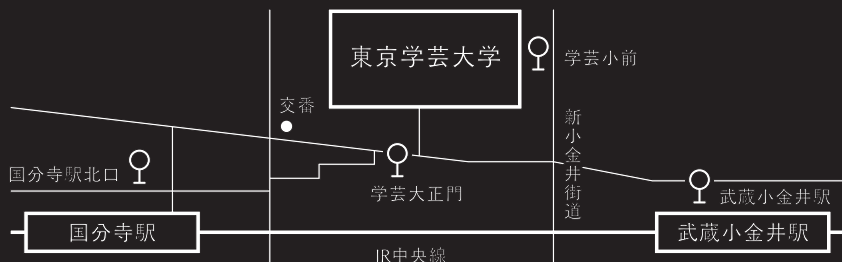 東京学芸大学
学芸小前
交番
新小金井街道
国分寺駅北口
学芸大正門
武蔵小金井駅
国分寺駅
武蔵小金井駅
JR中央線